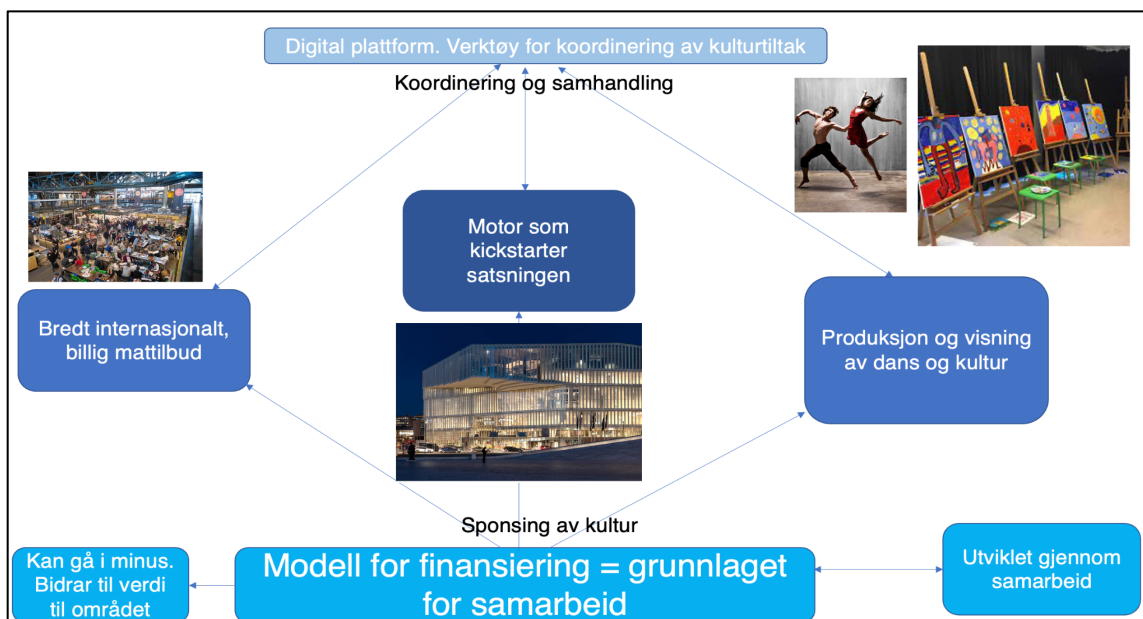 Digital plattform. Verktøy for koordinering av kulturtiltak
Koordinering og samhandling
Motor som
kickstarter
satsningen
Bredt internasjonalt,
billig mattilbud
Produksjon og visning
av dans og kultur
Sponsing av kultur
Kan gå i minus.
Bidrar til verdi
til området
Modell for finansiering = grunnlaget
for samarbeid
Utviklet gjennom
samarbeid